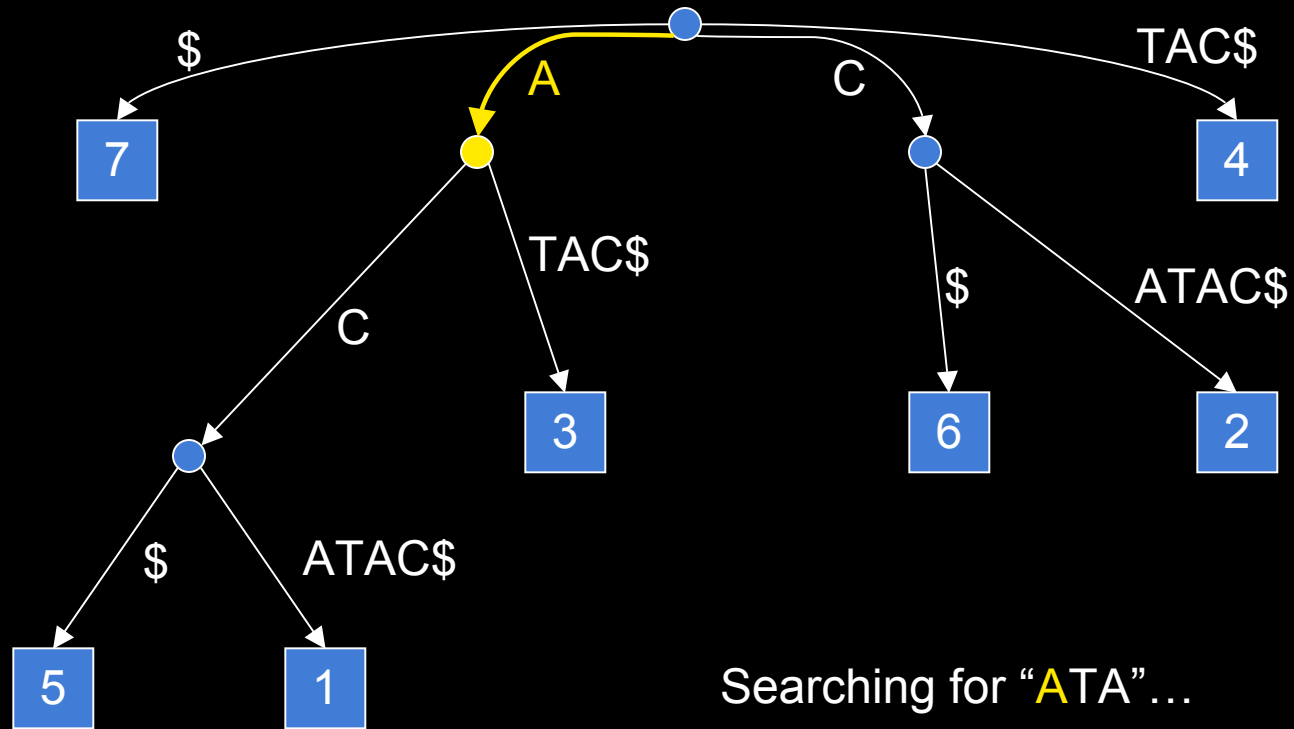 $
A
C
TAC$
7
4
TAC$
C
$
ATAC$
3
6
2
$
ATAC$
5
1
Searching for “ATA”…